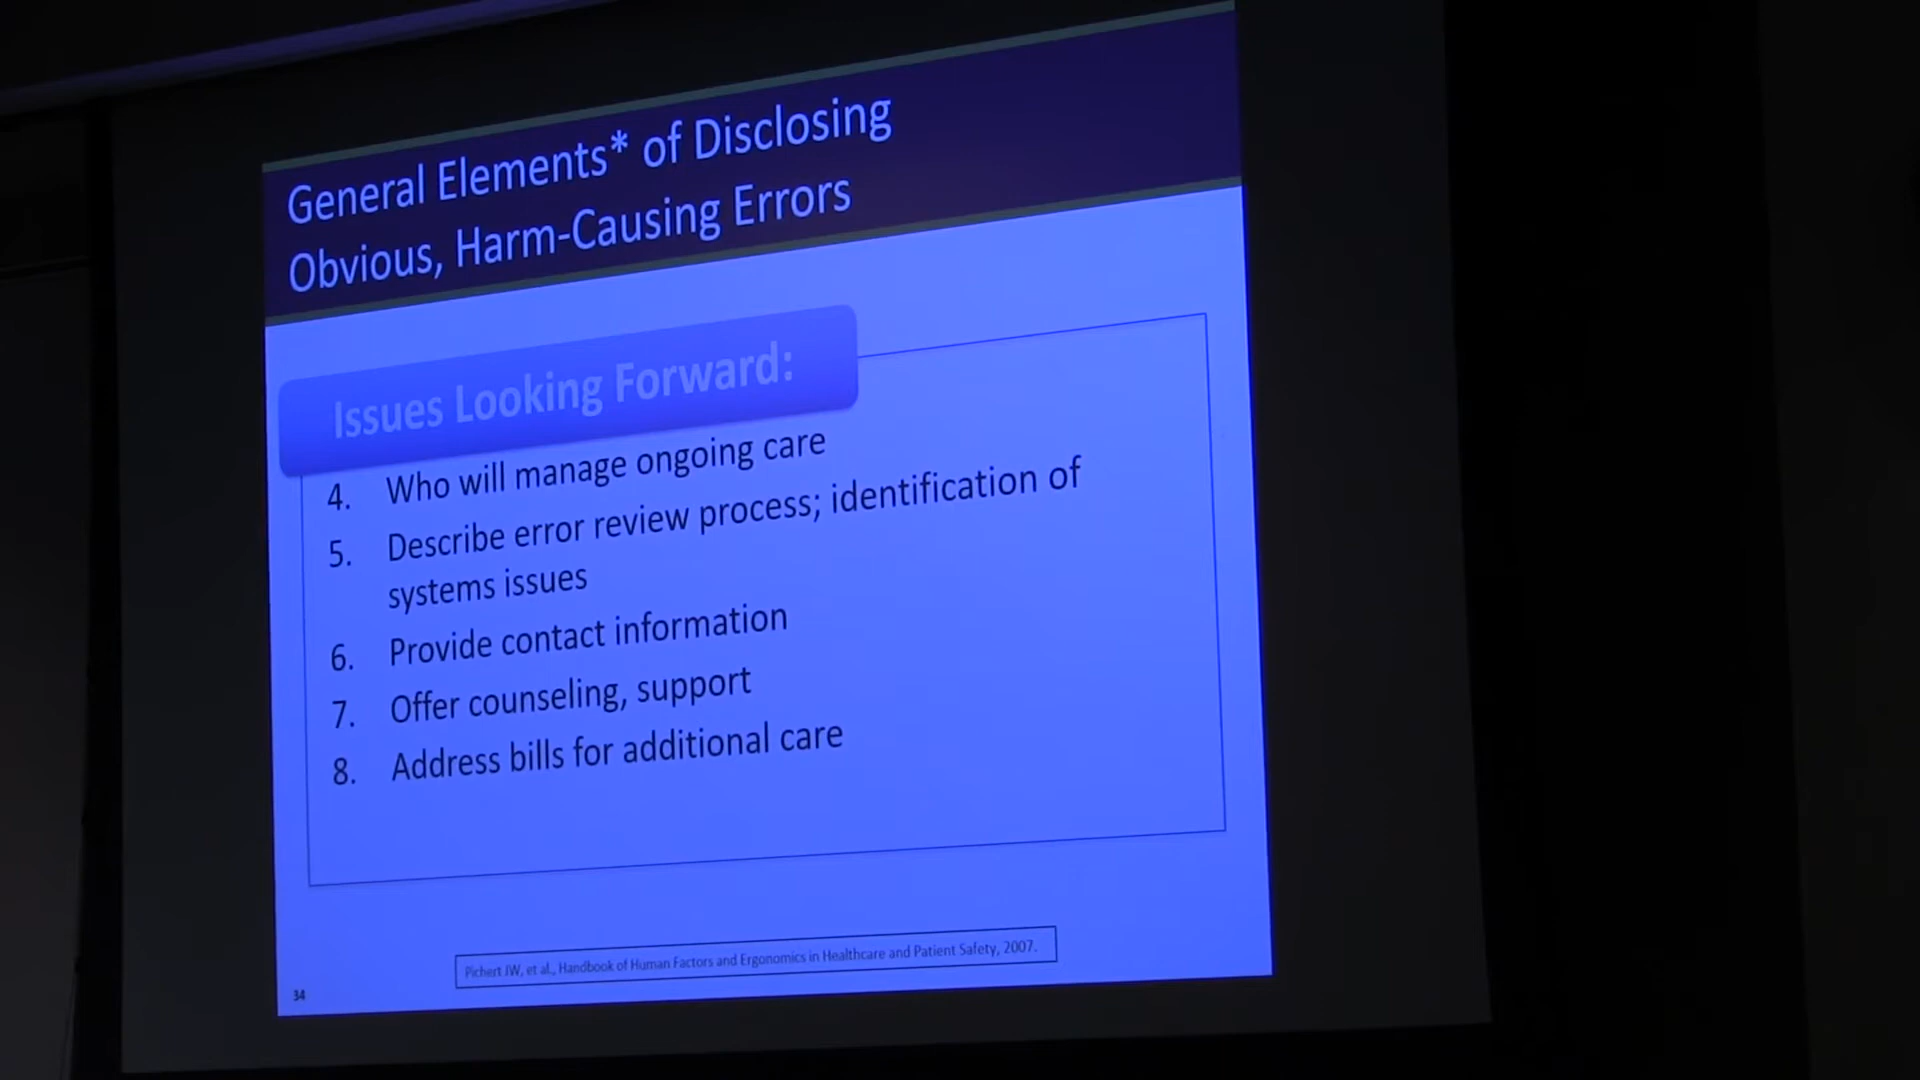 General Elements* of Disclosing
Obvious, Harm-Causing Errors
Issues Looking Forward:
4. Who will manage ongoing care
5. Describe error review process; identification of
systems issues
6. Provide contact information
7. Offer counseling, support
8. Address bills for additional care
Pichert JW, et al., Handbook of Human Factors and Ergonomics in Healthcare and Patient Safety, 2007.
34